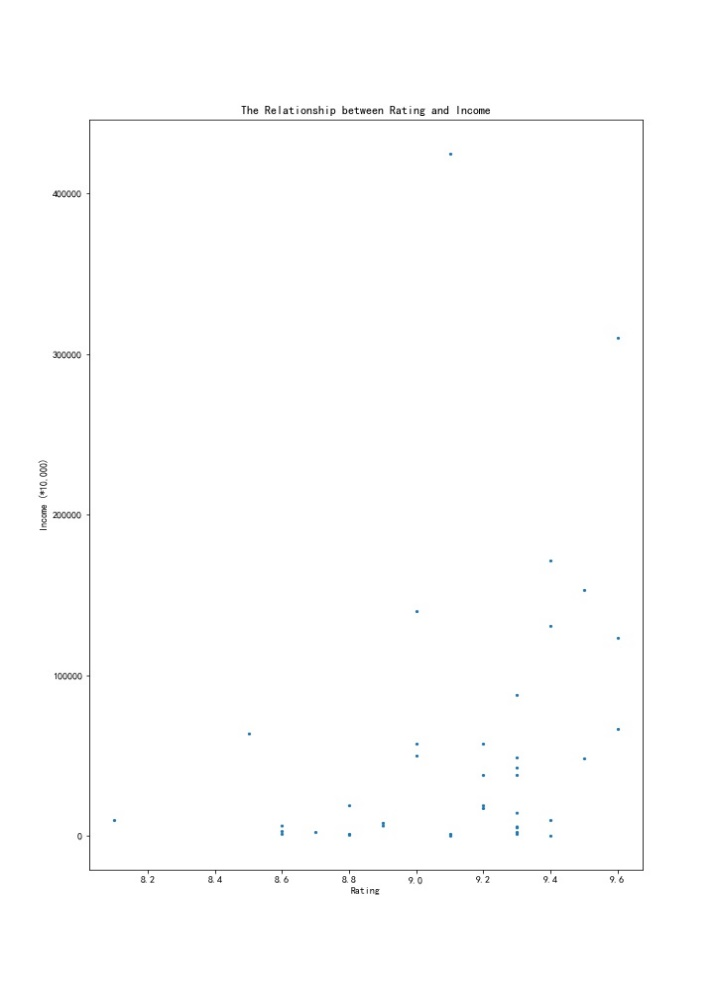 The Relationship between Rating and Income
400000
300000
200000
100000
0
Income (*10,000)
8.2 8.4 8.6 8.8 9.0 9.2 9.4 9.6
Rating